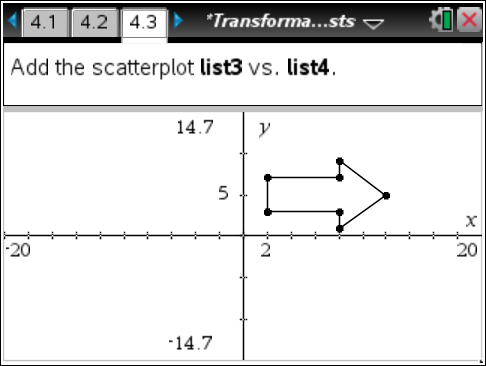 4.1 4.2 4.3 *Transforma...sts
Add the scatterplot list3 vs. list4.
14.7 y
5
x
-20 2 20
-14.7